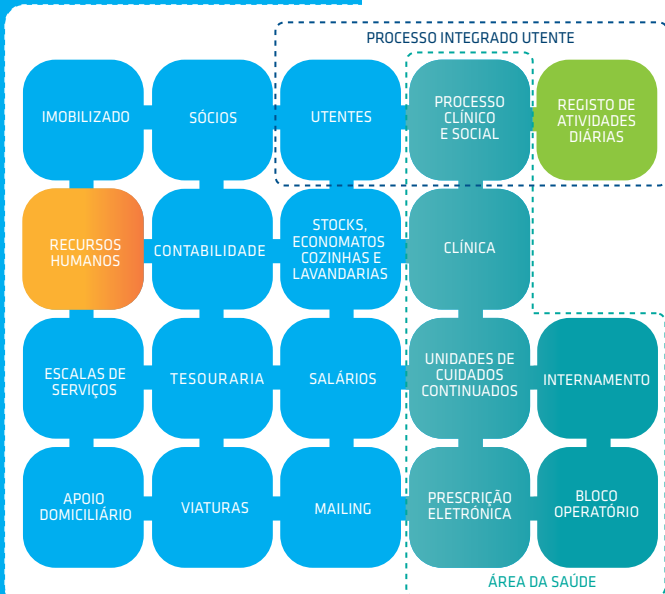 PROCESSO INTEGRADO UTENTE
IMOBILIZADO
SÓCIOS
UTENTES
PROCESSO
CLÍNICO
E SOCIAL
REGISTO DE
ATIVIDADES
DIÁRIAS
RECURSOS
HUMANOS
CONTABILIDADE
STOCKS,
ECONOMATOS
COZINHAS E
LAVANDARIAS
CLÍNICA
ESCALAS DE
SERVIÇOS
TESOURARIA
SALÁRIOS
UNIDADES DE
CUIDADOS
CONTINUADOS
INTERNAMENTO
APOIO
DOMICILIÁRIO
VIATURAS
MAILING
PRESCRIÇÃO
ELETRÓNICA
BLOCO
OPERATÓRIO
ÁREA DA SAÚDE